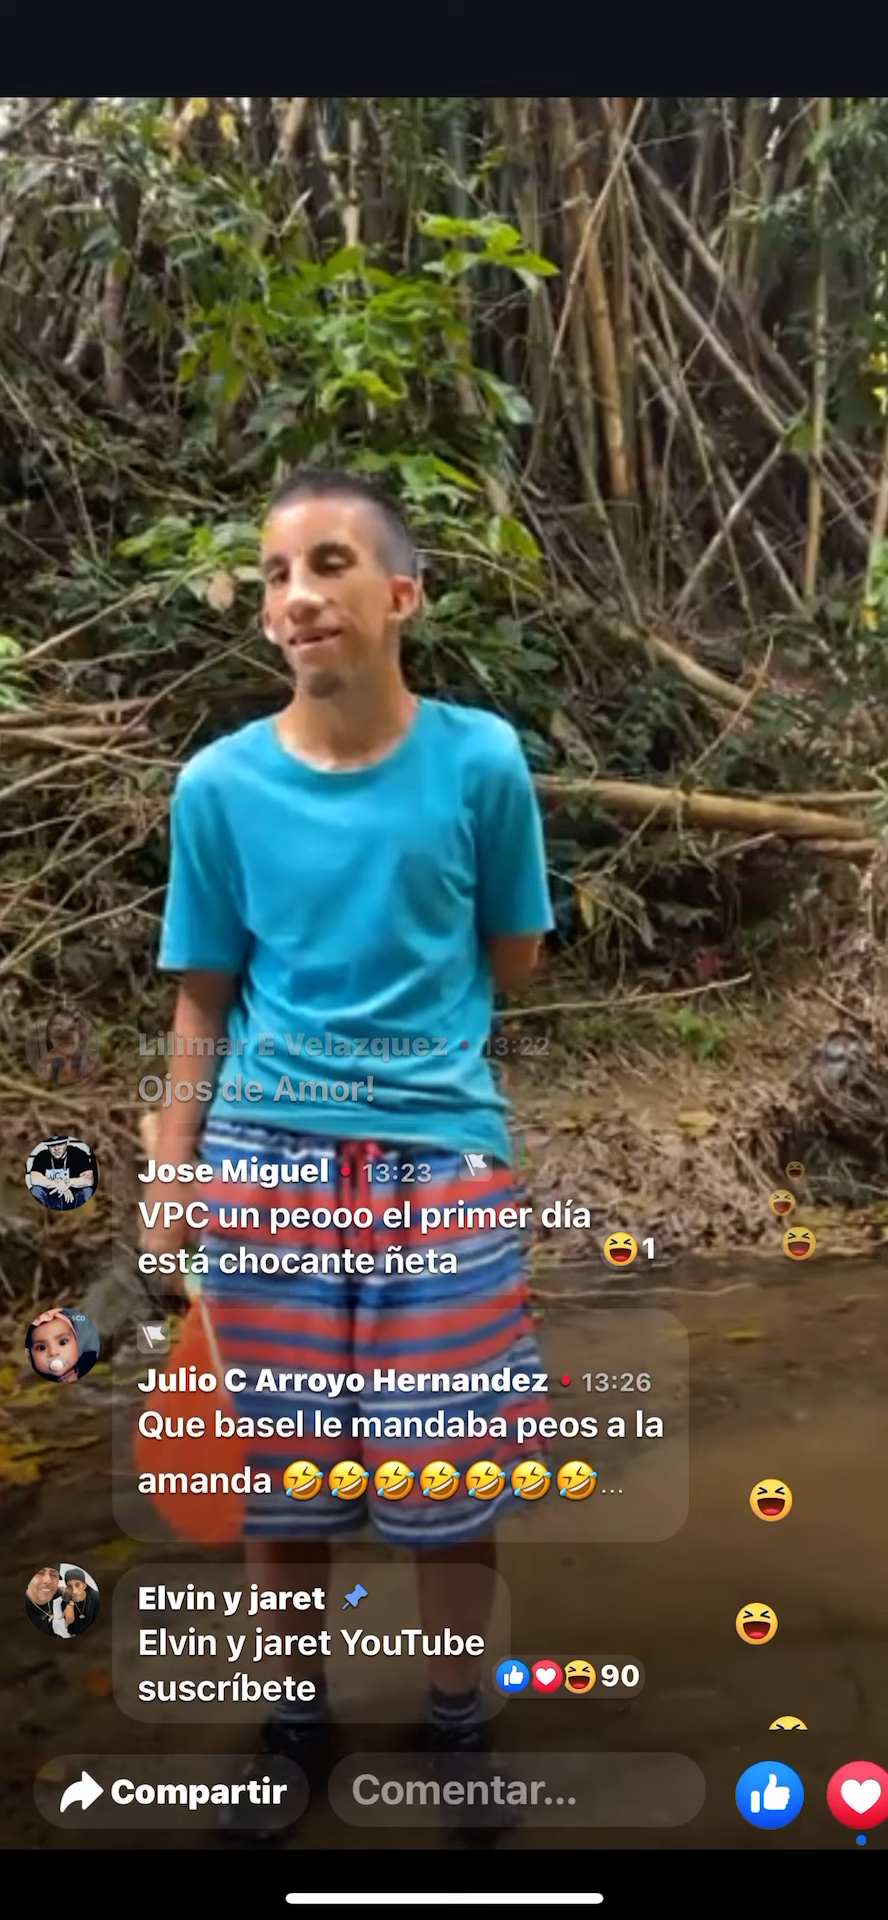 Lilimar E Velazquez • 13:22
Ojos de Amor!
Jose Miguel • 13:23
VPC un peooo el primer día
está chocante ñeta
1
Julio C Arroyo Hernandez • 13:26
Que basel le mandaba peos a la
amanda 🤣🤣🤣🤣🤣🤣🤣...
Elvin y jaret
Elvin y jaret YouTube
suscríbete
90
Compartir
Comentar...